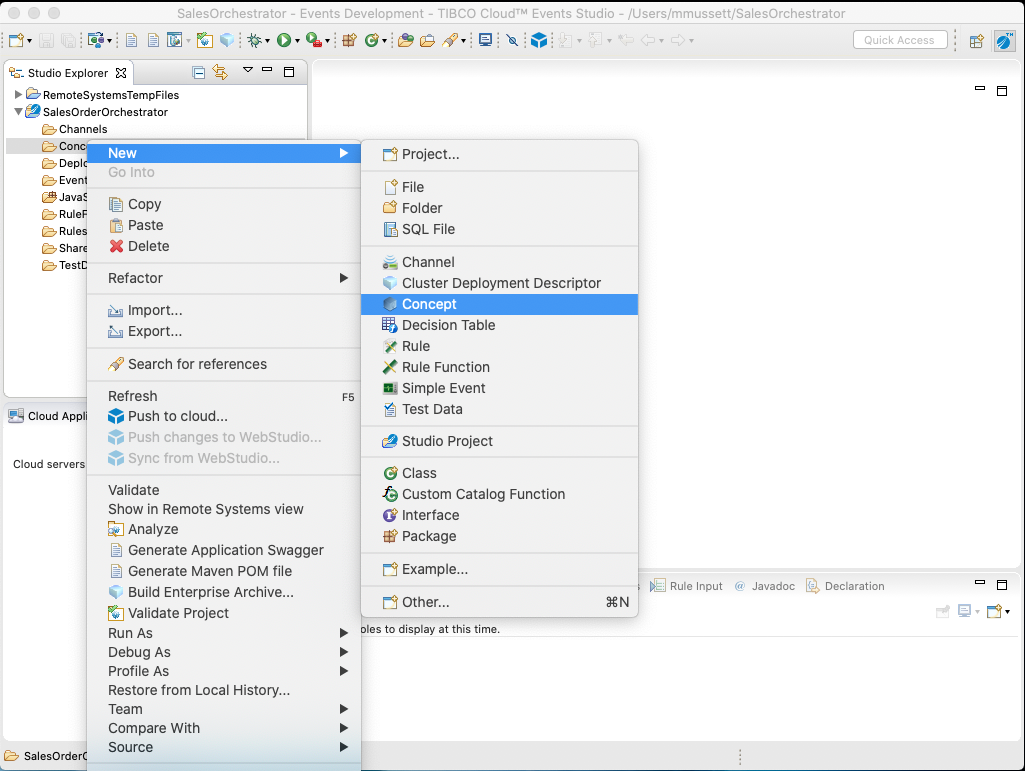 SalesOrchestrator - Events Development - TIBCO Cloud™ Events Studio - /Users/mmussett/SalesOrchestrator
Quick Access
Studio Explorer
RemoteSystemsTempFiles
SalesOrderOrchestrator
Channels
Conc
Deplo
Event
JavaS
RuleF
Rules
Share
TestD
Cloud Appli
Cloud servers
SalesOrderO
New
Go Into
Copy
Paste
Delete
Refactor
Import...
Export...
Search for references
Refresh F5
Push to cloud...
Push changes to WebStudio...
Sync from WebStudio...
Validate
Show in Remote Systems view
Analyze
Generate Application Swagger
Generate Maven POM file
Build Enterprise Archive...
Validate Project
Run As
Debug As
Profile As
Restore from Local History...
Team
Compare With
Source
Project...
File
Folder
SQL File
Channel
Cluster Deployment Descriptor
Concept
Decision Table
Rule
Rule Function
Simple Event
Test Data
Studio Project
Class
Custom Catalog Function
Interface
Package
Example...
Other... ⌘N
s Rule Input @ Javadoc Declaration
oles to display at this time.